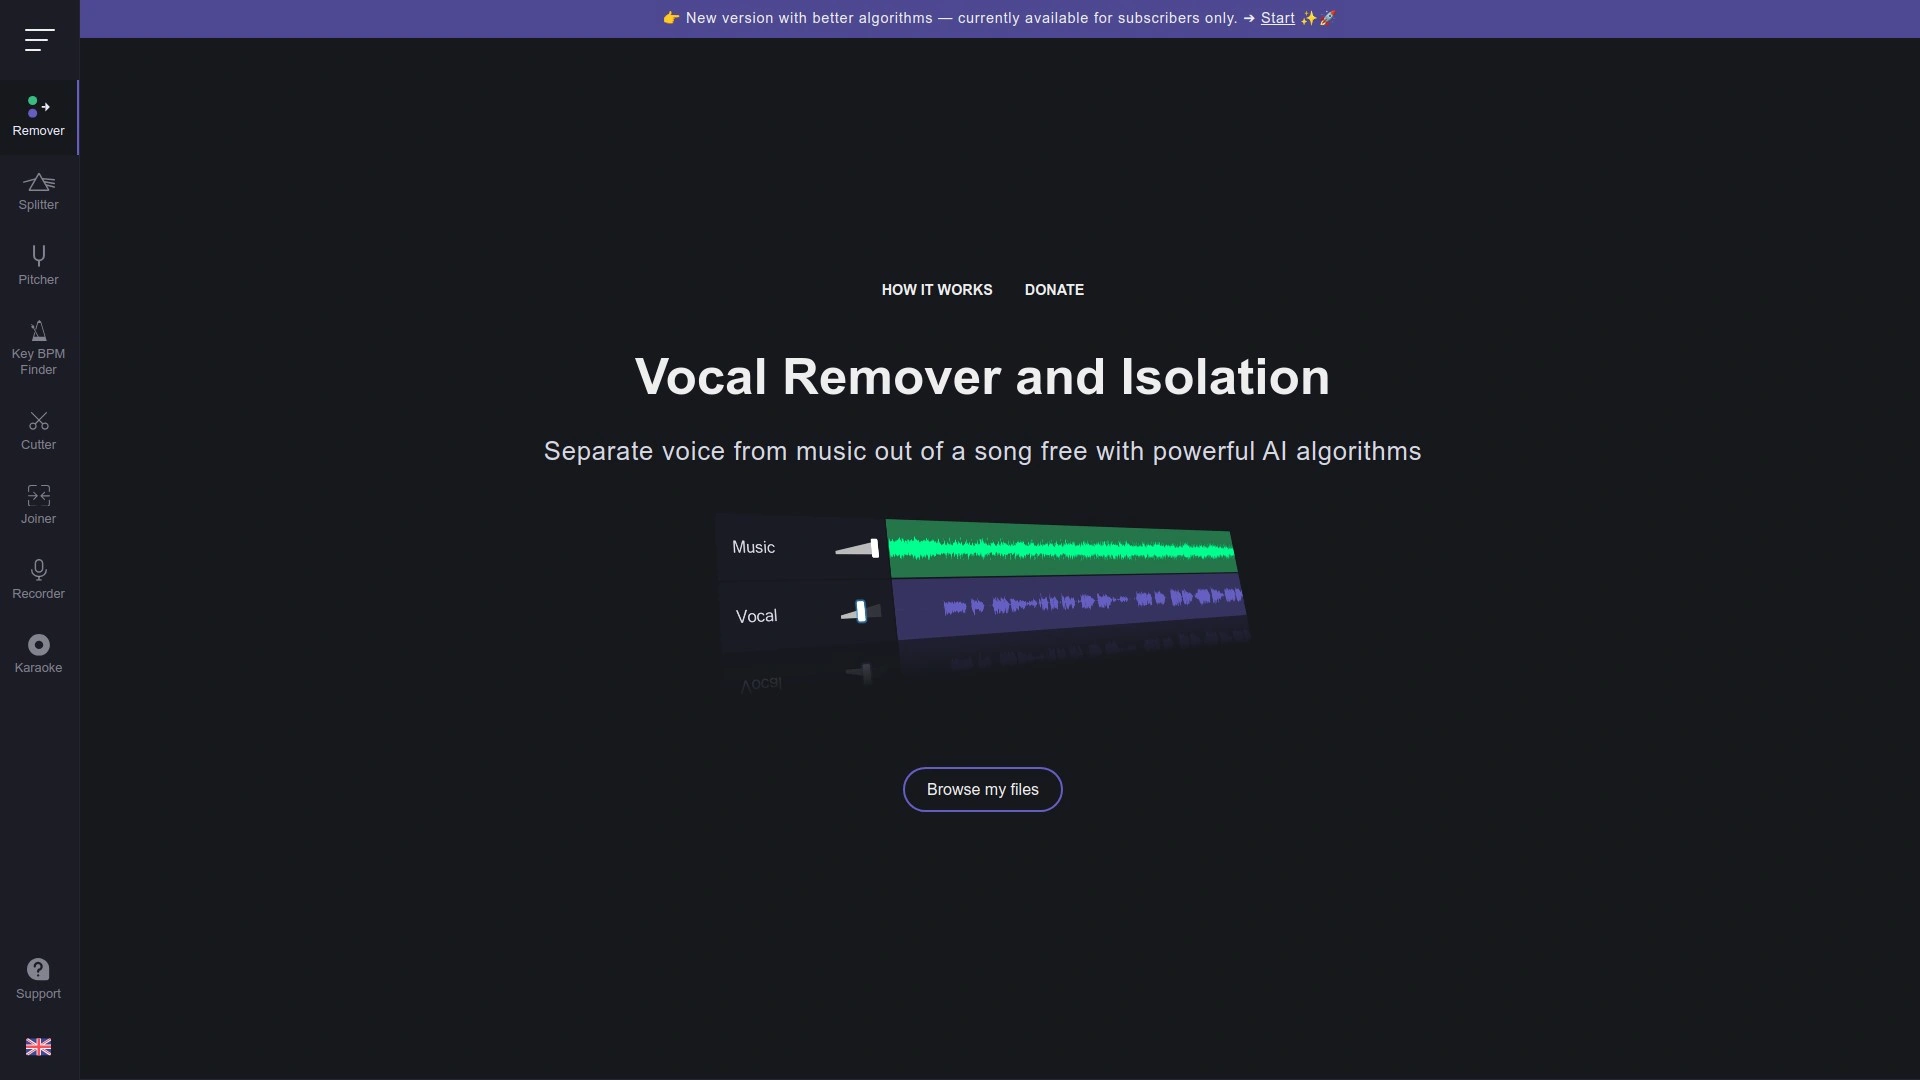 👉 New version with better algorithms — currently available for subscribers only. ➔ Start ✨🚀
Remover
Splitter
Pitcher
Key BPM
Finder
Cutter
Joiner
Recorder
Karaoke
Support
HOW IT WORKS DONATE
Vocal Remover and Isolation
Separate voice from music out of a song free with powerful AI algorithms
Music
Vocal
Vocal
Browse my files